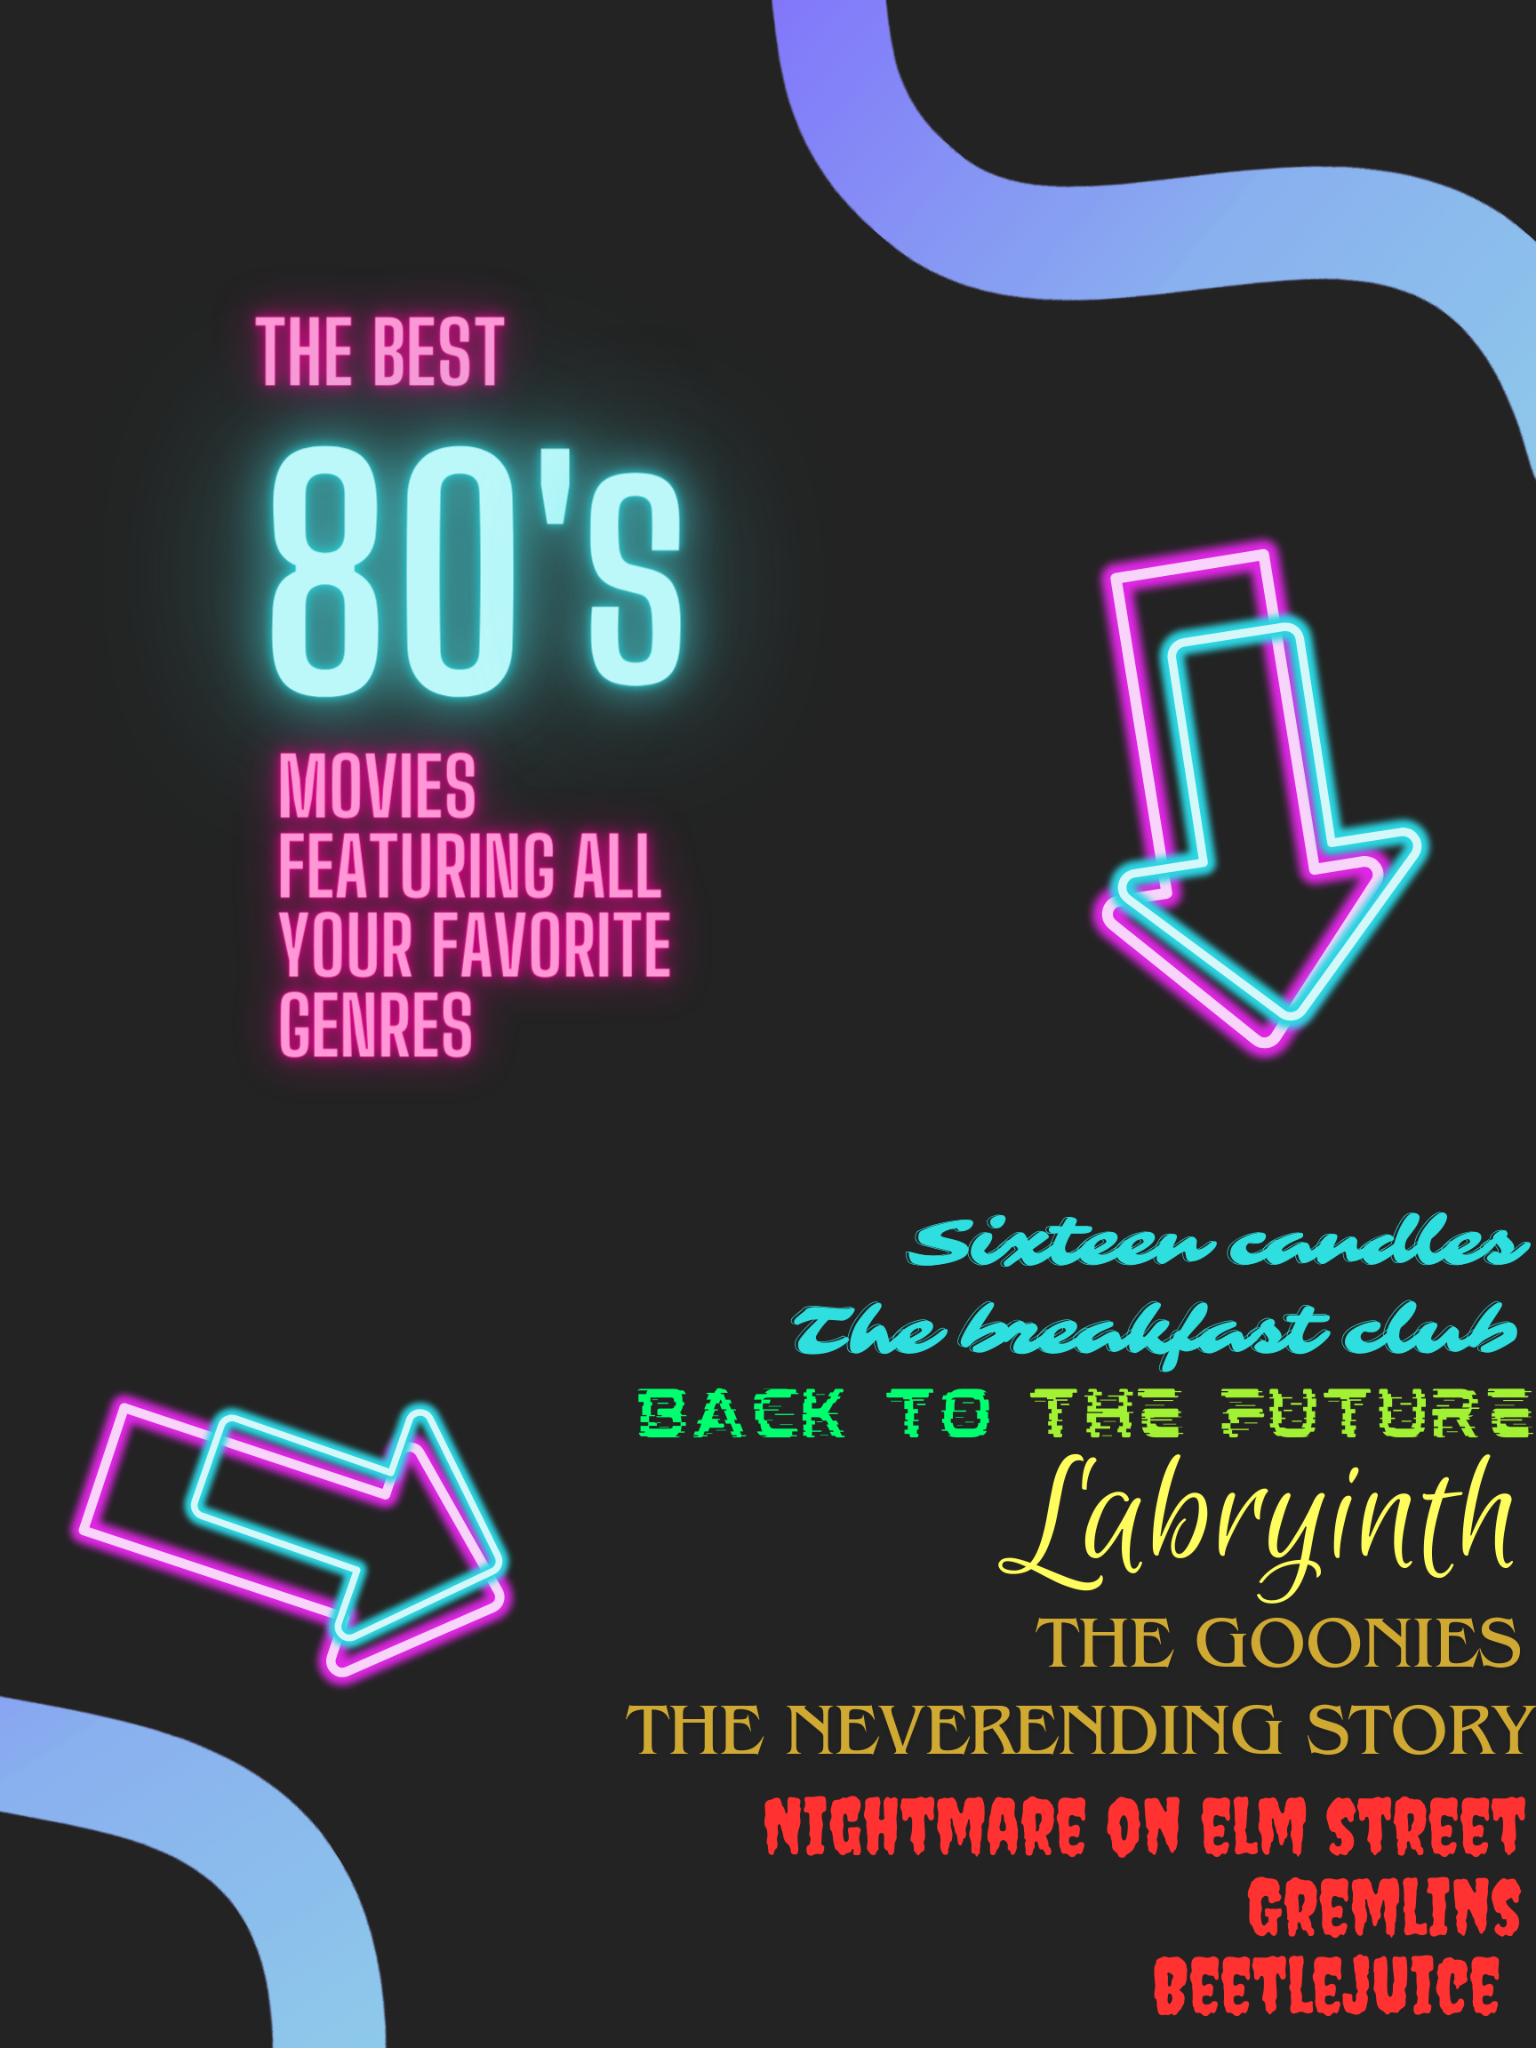 THE BEST
80's
MOVIES
FEATURING ALL
YOUR FAVORITE
GENRES
Sixteen candles
The breakfast club
BACK TO THE FUTURE
Labryinth
THE GOONIES
THE NEVERENDING STORY
NIGHTMARE ON ELM STREET
GREMLINS
BEETLEJUICE